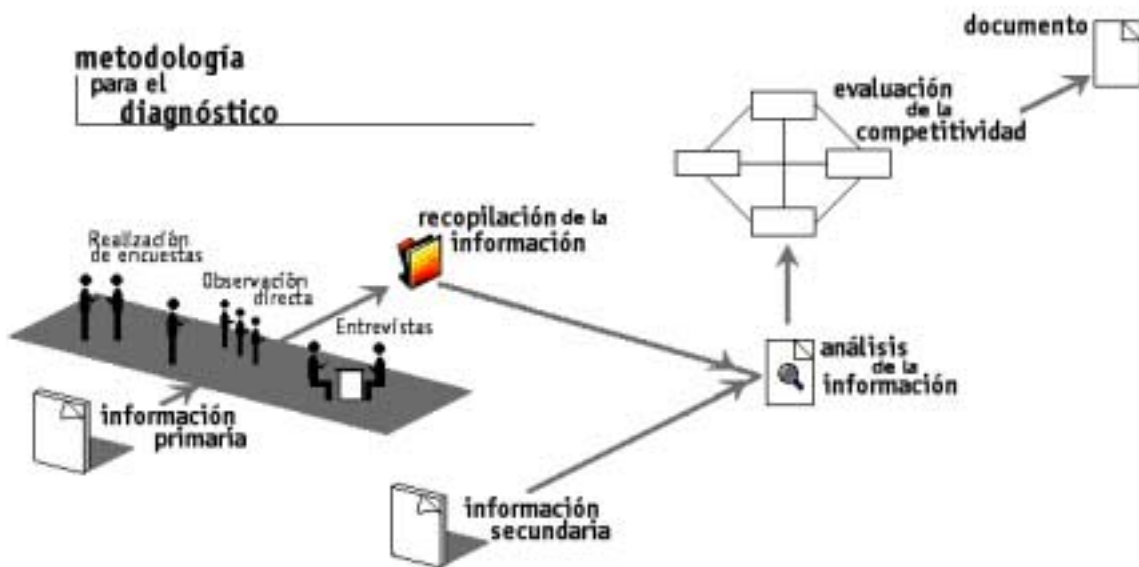 metodología
para el
diagnóstico
documento
evaluación
de la
competitividad
recopilación de la
información
Realización
de encuestas
Observación
directa
Entrevistas
análisis
de la
información
información
primaria
información
secundaria